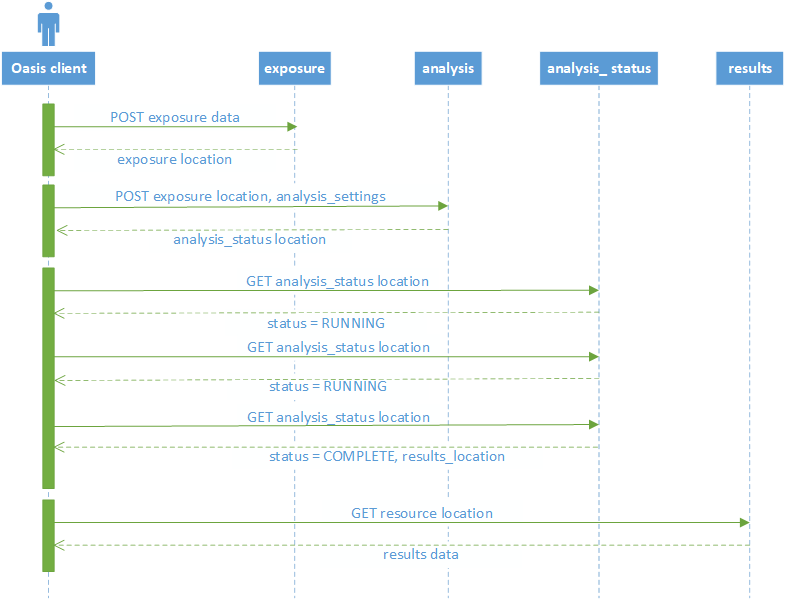 Oasis client
exposure
analysis
analysis_ status
results
POST exposure data
exposure location
POST exposure location, analysis_settings
analysis_status location
GET analysis_status location
status = RUNNING
GET analysis_status location
status = RUNNING
GET analysis_status location
status = COMPLETE, results_location
GET resource location
results data